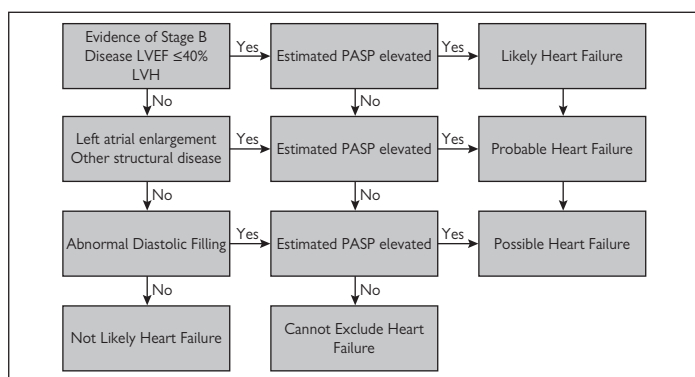 Evidence of Stage B
Disease LVEF ≤40%
LVH
Yes
Estimated PASP elevated
Yes
Likely Heart Failure
No
No
Left atrial enlargement
Other structural disease
Yes
Estimated PASP elevated
Yes
Probable Heart Failure
No
No
Abnormal Diastolic Filling
Yes
Estimated PASP elevated
Yes
Possible Heart Failure
No
No
Not Likely Heart Failure
Cannot Exclude Heart
Failure